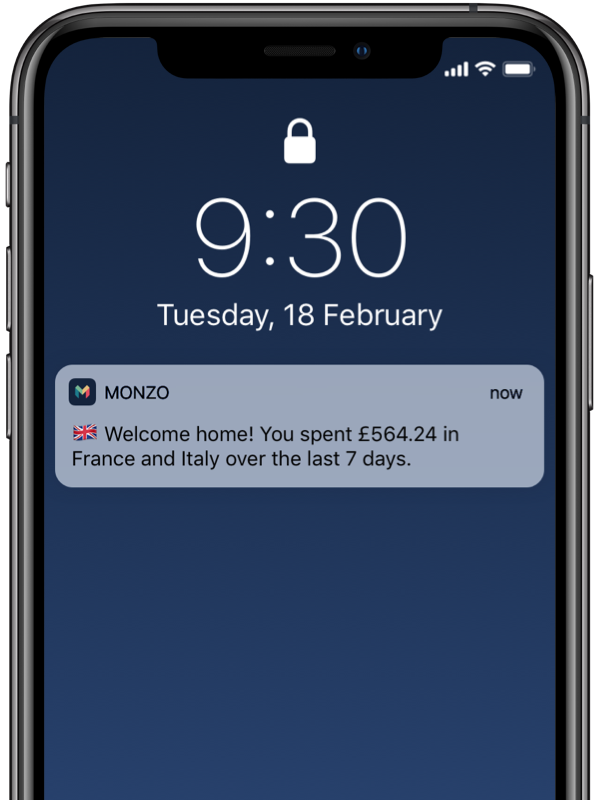 9:30
Tuesday, 18 February
MONZO now
🇬🇧 Welcome home! You spent £564.24 in
France and Italy over the last 7 days.